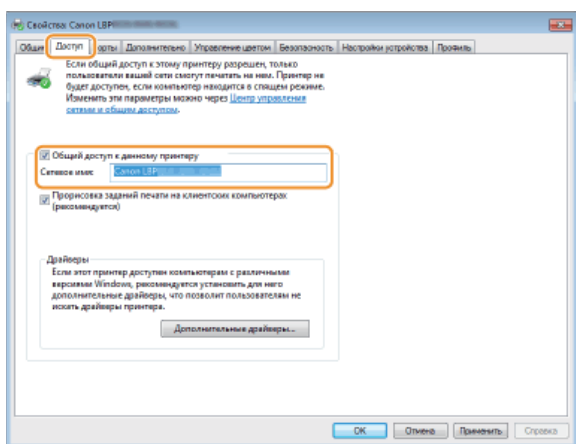 Свойства: Canon LBP
Общие Доступ Порты Дополнительно Управление цветом Безопасность Настройки устройства Профиль
Если общий доступ к этому принтеру разрешен, только
пользователи вашей сети смогут печатать на нем. Принтер не
будет доступен, если компьютер находится в спящем режиме.
Изменить эти параметры можно через Центр управления
сетями и общим доступом.
Общий доступ к данному принтеру
Сетевое имя: Canon LBP
Прорисовка заданий печати на клиентских компьютерах
(рекомендуется)
Драйверы
Если этот принтер доступен компьютерам с различными
версиями Windows, рекомендуется установить для него
дополнительные драйверы, что позволит пользователям не
искать драйверы принтера.
Дополнительные драйверы...
OK Отмена Применить Справка